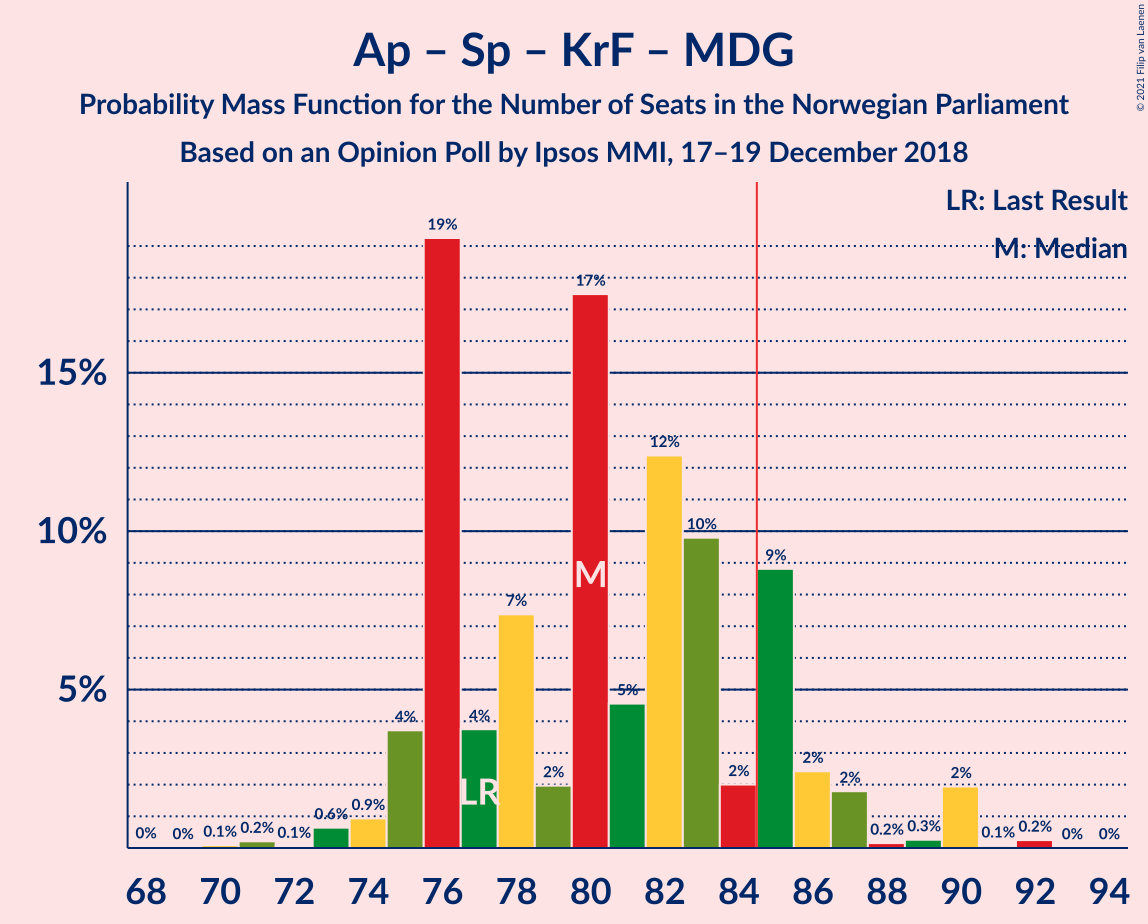 Ap – Sp – KrF – MDG
Probability Mass Function for the Number of Seats in the Norwegian Parliament
Based on an Opinion Poll by Ipsos MMI, 17–19 December 2018
© 2021 Filip van Laenen
LR: Last Result
M: Median
15%
10%
5%
0% 0% 0.1% 0.2% 0.1% 0.6% 0.9% 4% 19% 4% 7% 2% 17% 5% 12% 10% 2% 9% 2% 2% 0.2% 0.3% 2% 0.1% 0.2% 0% 0%
M
LR
68 70 72 74 76 78 80 82 84 86 88 90 92 94